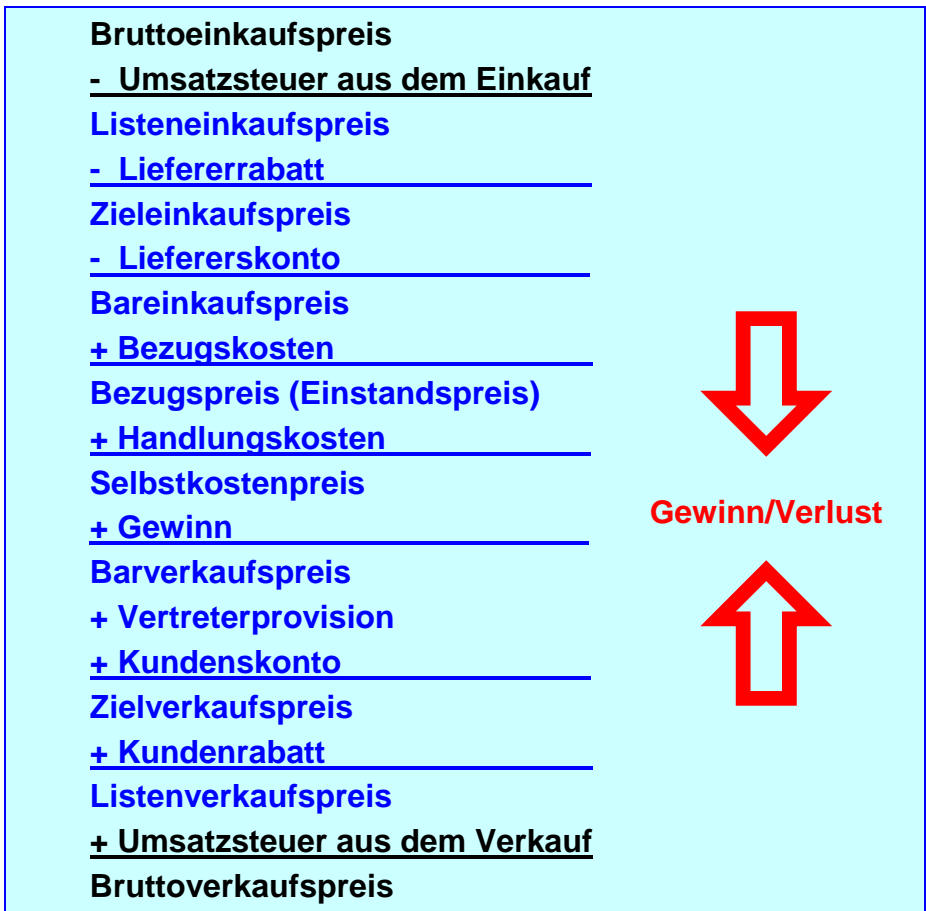 Bruttoeinkaufspreis
- Umsatzsteuer aus dem Einkauf
Listeneinkaufspreis
- Liefererrabatt
Zieleinkaufspreis
- Liefererskonto
Bareinkaufspreis
+ Bezugskosten
Bezugspreis (Einstandspreis)
+ Handlungskosten
Selbstkostenpreis
+ Gewinn
Gewinn/Verlust
Barverkaufspreis
+ Vertreterprovision
+ Kundenskonto
Zielverkaufspreis
+ Kundenrabatt
Listenverkaufspreis
+ Umsatzsteuer aus dem Verkauf
Bruttoverkaufspreis